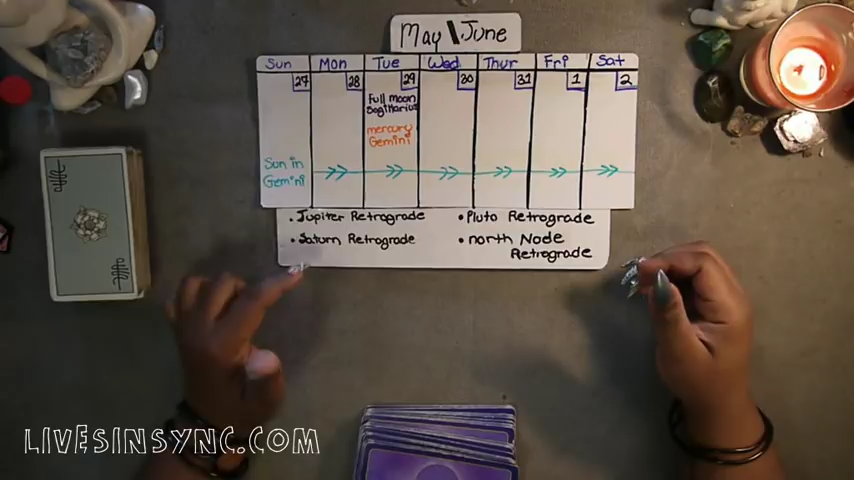 May\June
Sun Mon Tue Wed Thur Fri Sat
27 28 29 30 31 1 2
Full moon
Sagittarius
mercury
Gemini
Sun in
Gemini
• Jupiter Retrograde
• Saturn Retrograde
• Pluto Retrograde
• north Node
Retrograde
LIVESINSYNC.COM